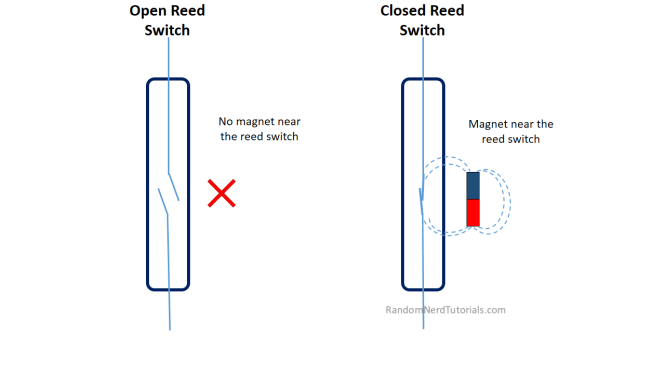 Open Reed
Switch
No magnet near
the reed switch
Closed Reed
Switch
Magnet near the
reed switch
RandomNerdTutorials.com